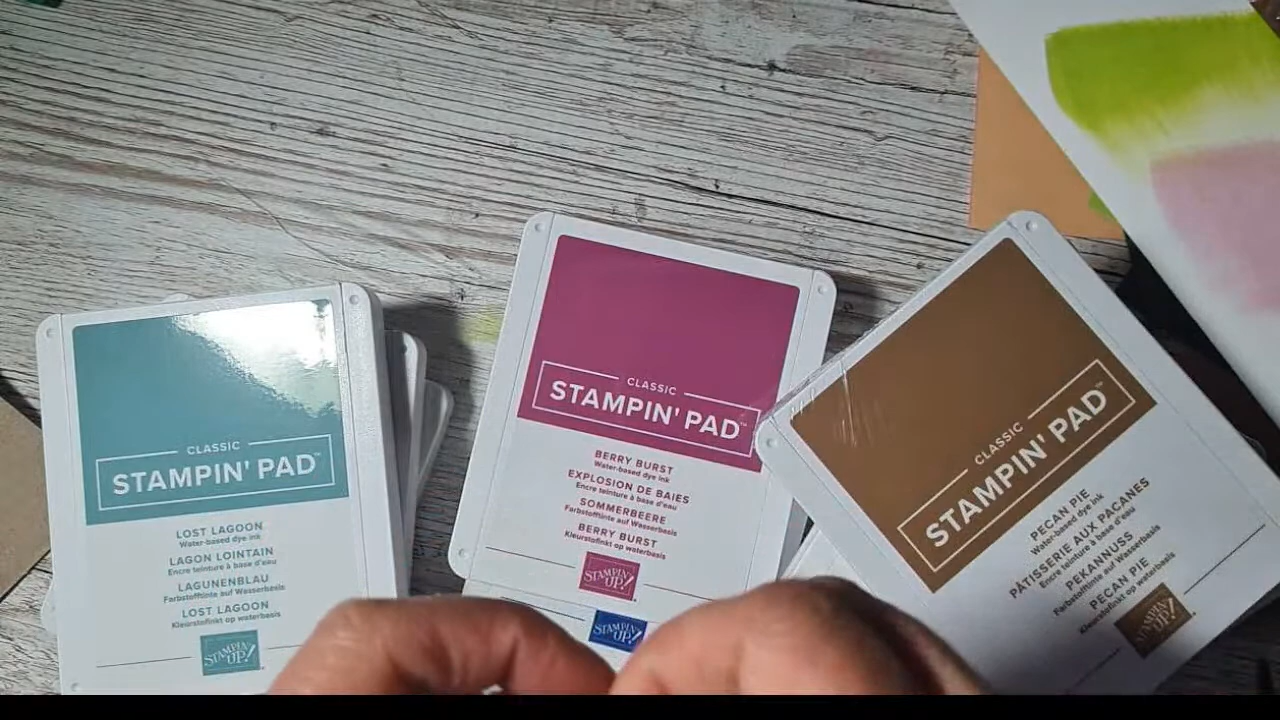 CLASSIC
STAMPIN' PAD™
LOST LAGOON
Water-based dye ink
LAGON LOINTAIN
Encre teinture à base d'eau
LAGUNENBLAU
Farbstofftinte auf Wasserbasis
LOST LAGOON
Kleurstofinkt op waterbasis
STAMPIN' UP!
CLASSIC
STAMPIN' PAD™
BERRY BURST
Water-based dye ink
EXPLOSION DE BAIES
Encre teinture à base d'eau
SOMMERBEERE
Farbstofftinte auf Wasserbasis
BERRY BURST
Kleurstofinkt op waterbasis
STAMPIN' UP!
STAMPIN' UP!
CLASSIC
STAMPIN' PAD™
PECAN PIE
Water-based dye ink
PÂTISSERIE AUX PACANES
Encre teinture à base d'eau
PEKANNUSS
Farbstofftinte auf Wasserbasis
PECAN PIE
Kleurstofinkt op waterbasis
STAMPIN' UP!